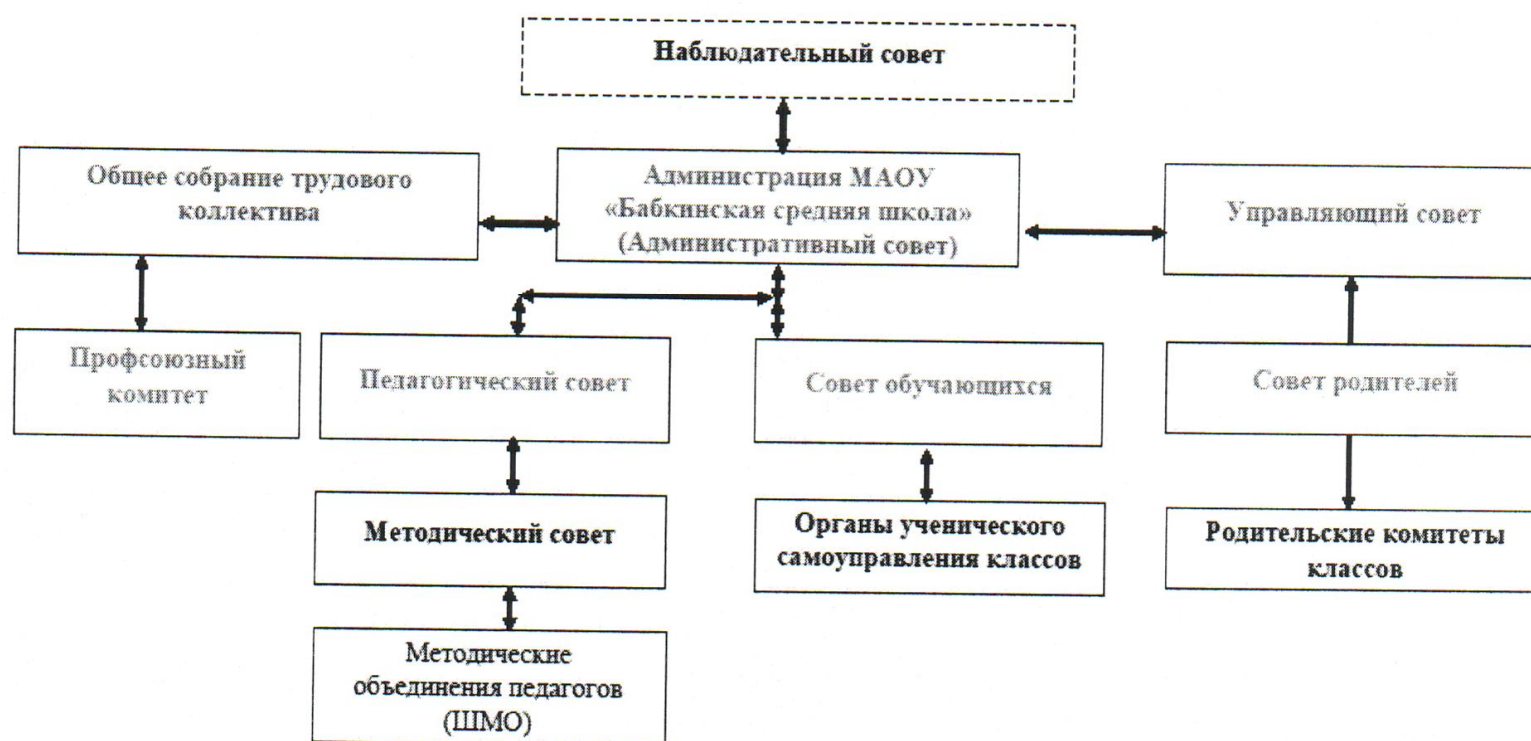 Наблюдательный совет
Общее собрание трудового
коллектива
Администрация МАОУ
«Бабкинская средняя школа»
(Административный совет)
Управляющий совет
Профсоюзный
комитет
Педагогический совет
Совет обучающихся
Совет родителей
Методический совет
Органы ученического
самоуправления классов
Родительские комитеты
классов
Методические
объединения педагогов
(ШМО)